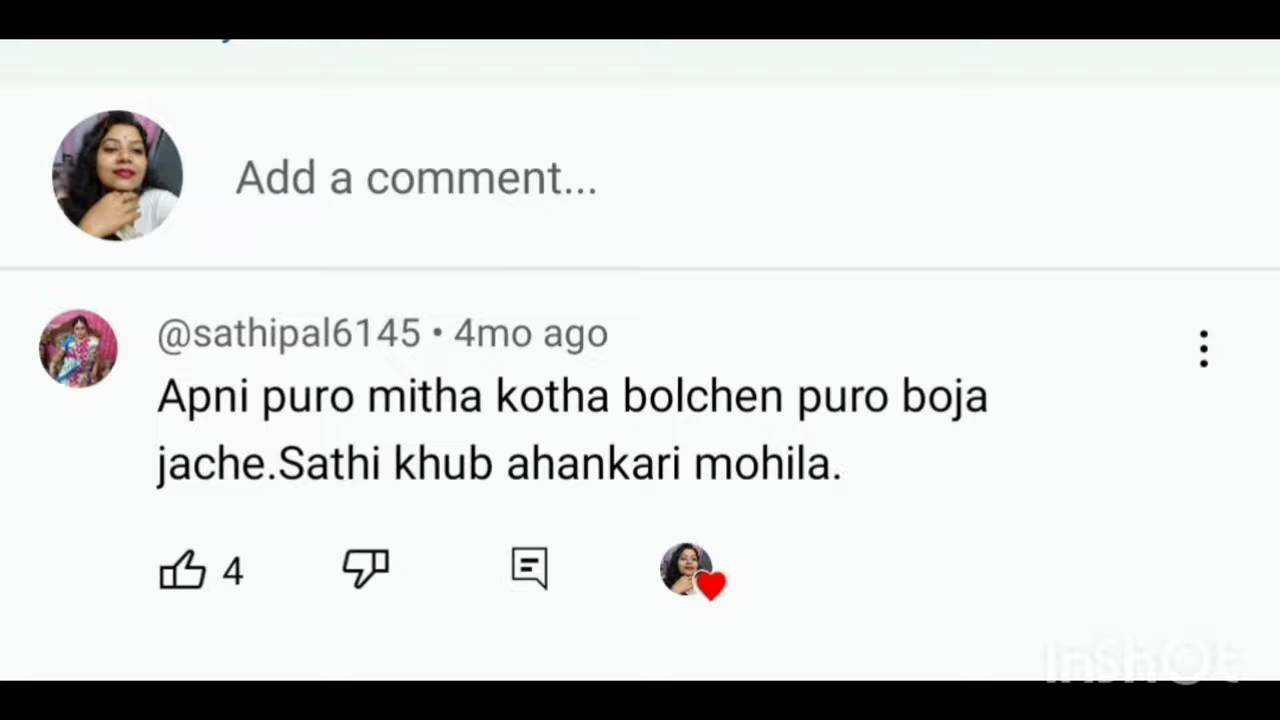 Add a comment...
@sathipal6145 • 4mo ago
Apni puro mitha kotha bolchen puro boja
jache.Sathi khub ahankari mohila.
4
InShOt